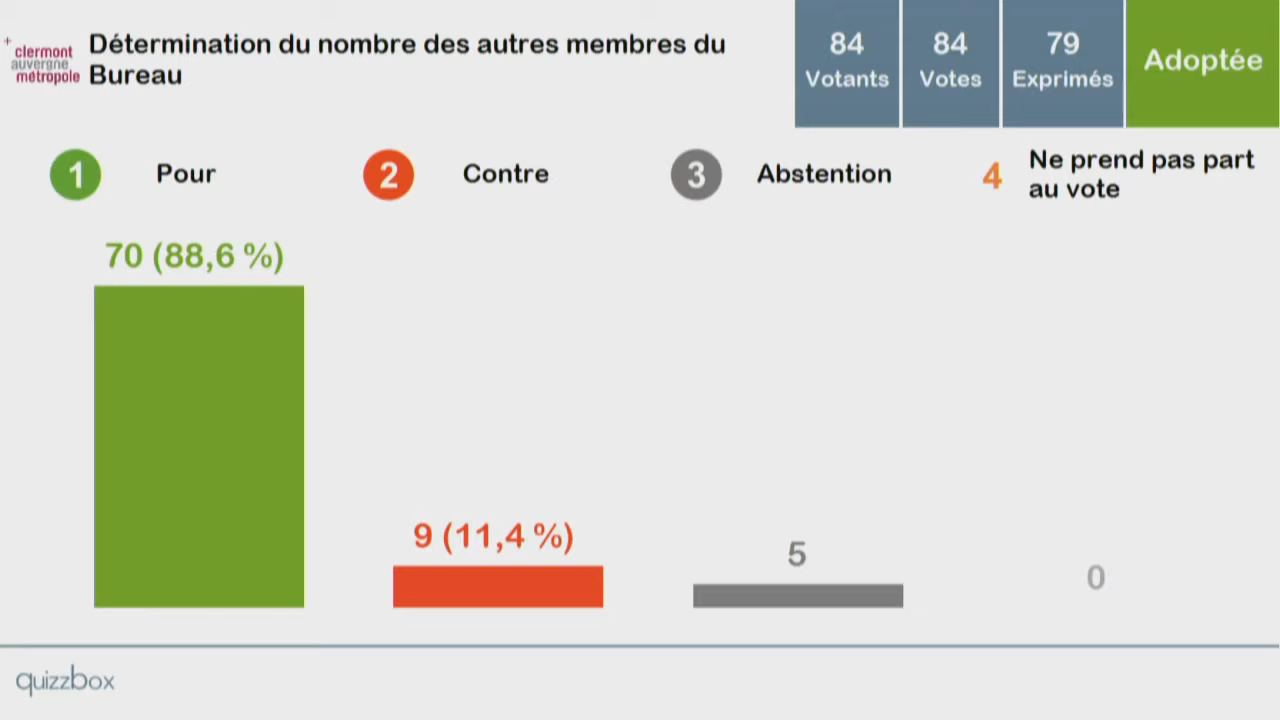 +
clermont
auvergne
métropole
Détermination du nombre des autres membres du
Bureau
84
Votants
84
Votes
79
Exprimés
Adoptée
1
Pour
2
Contre
3
Abstention
4
Ne prend pas part
au vote
70 (88,6 %)
9 (11,4 %)
5
0
quizzbox